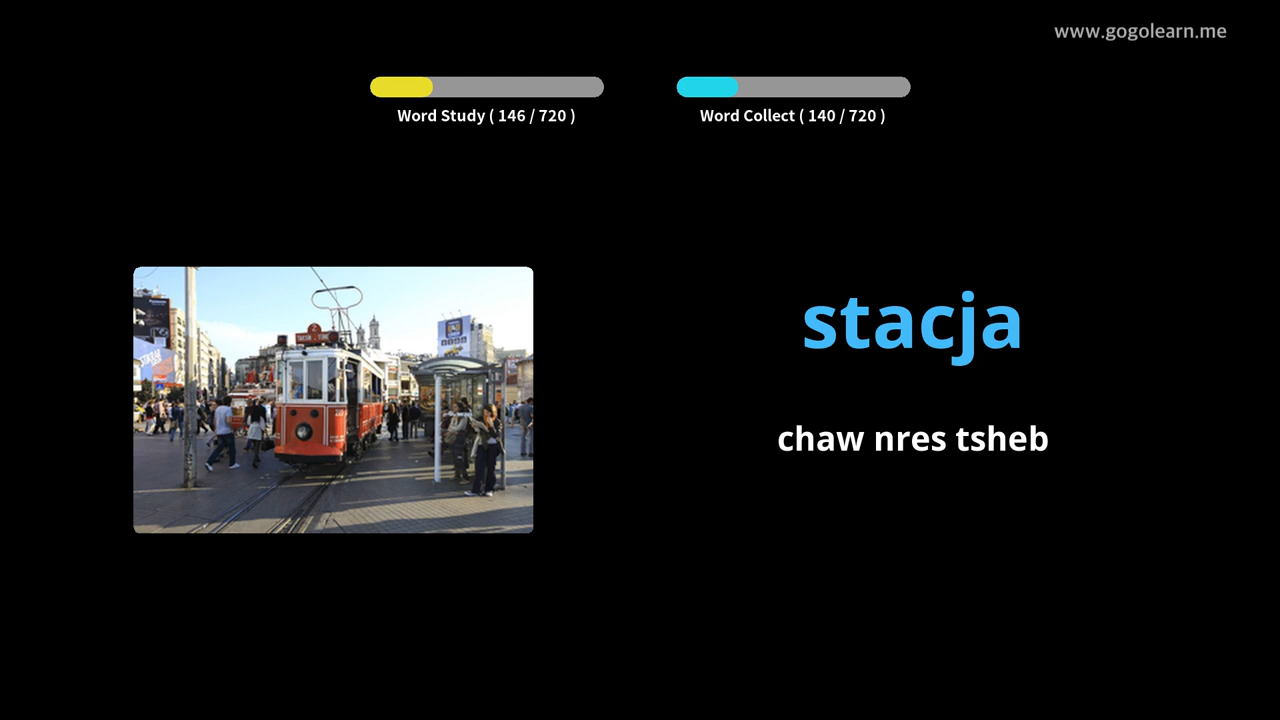 www.gogolearn.me
Word Study ( 146 / 720 )
Word Collect ( 140 / 720 )
stacja
chaw nres tsheb